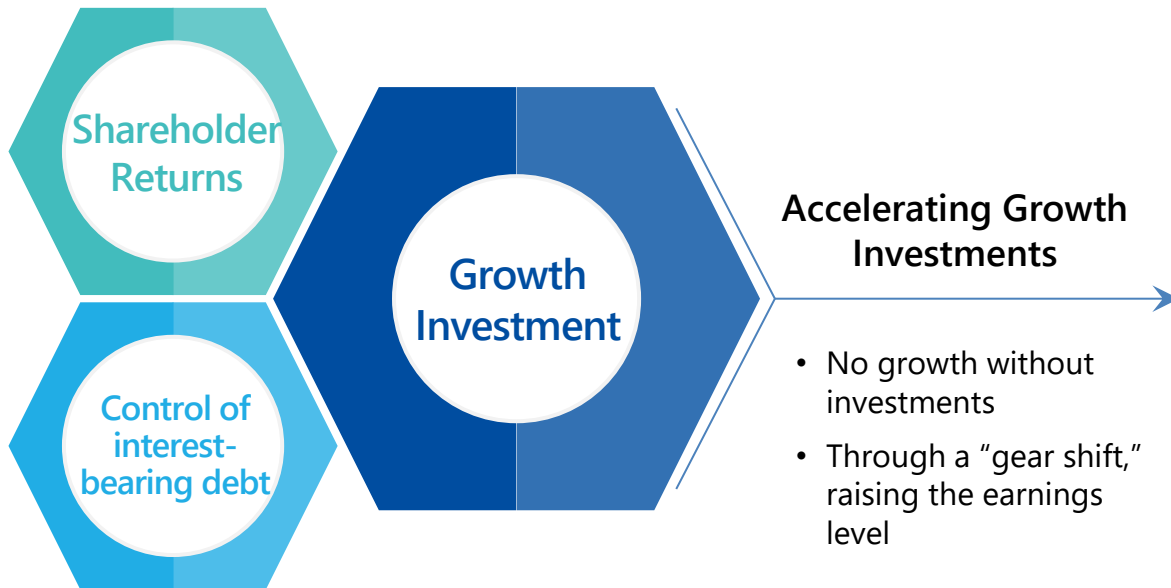 Shareholder
Returns
Growth
Investment
Control of
interest-
bearing debt
Accelerating Growth
Investments
• No growth without
investments
• Through a “gear shift,”
raising the earnings
level